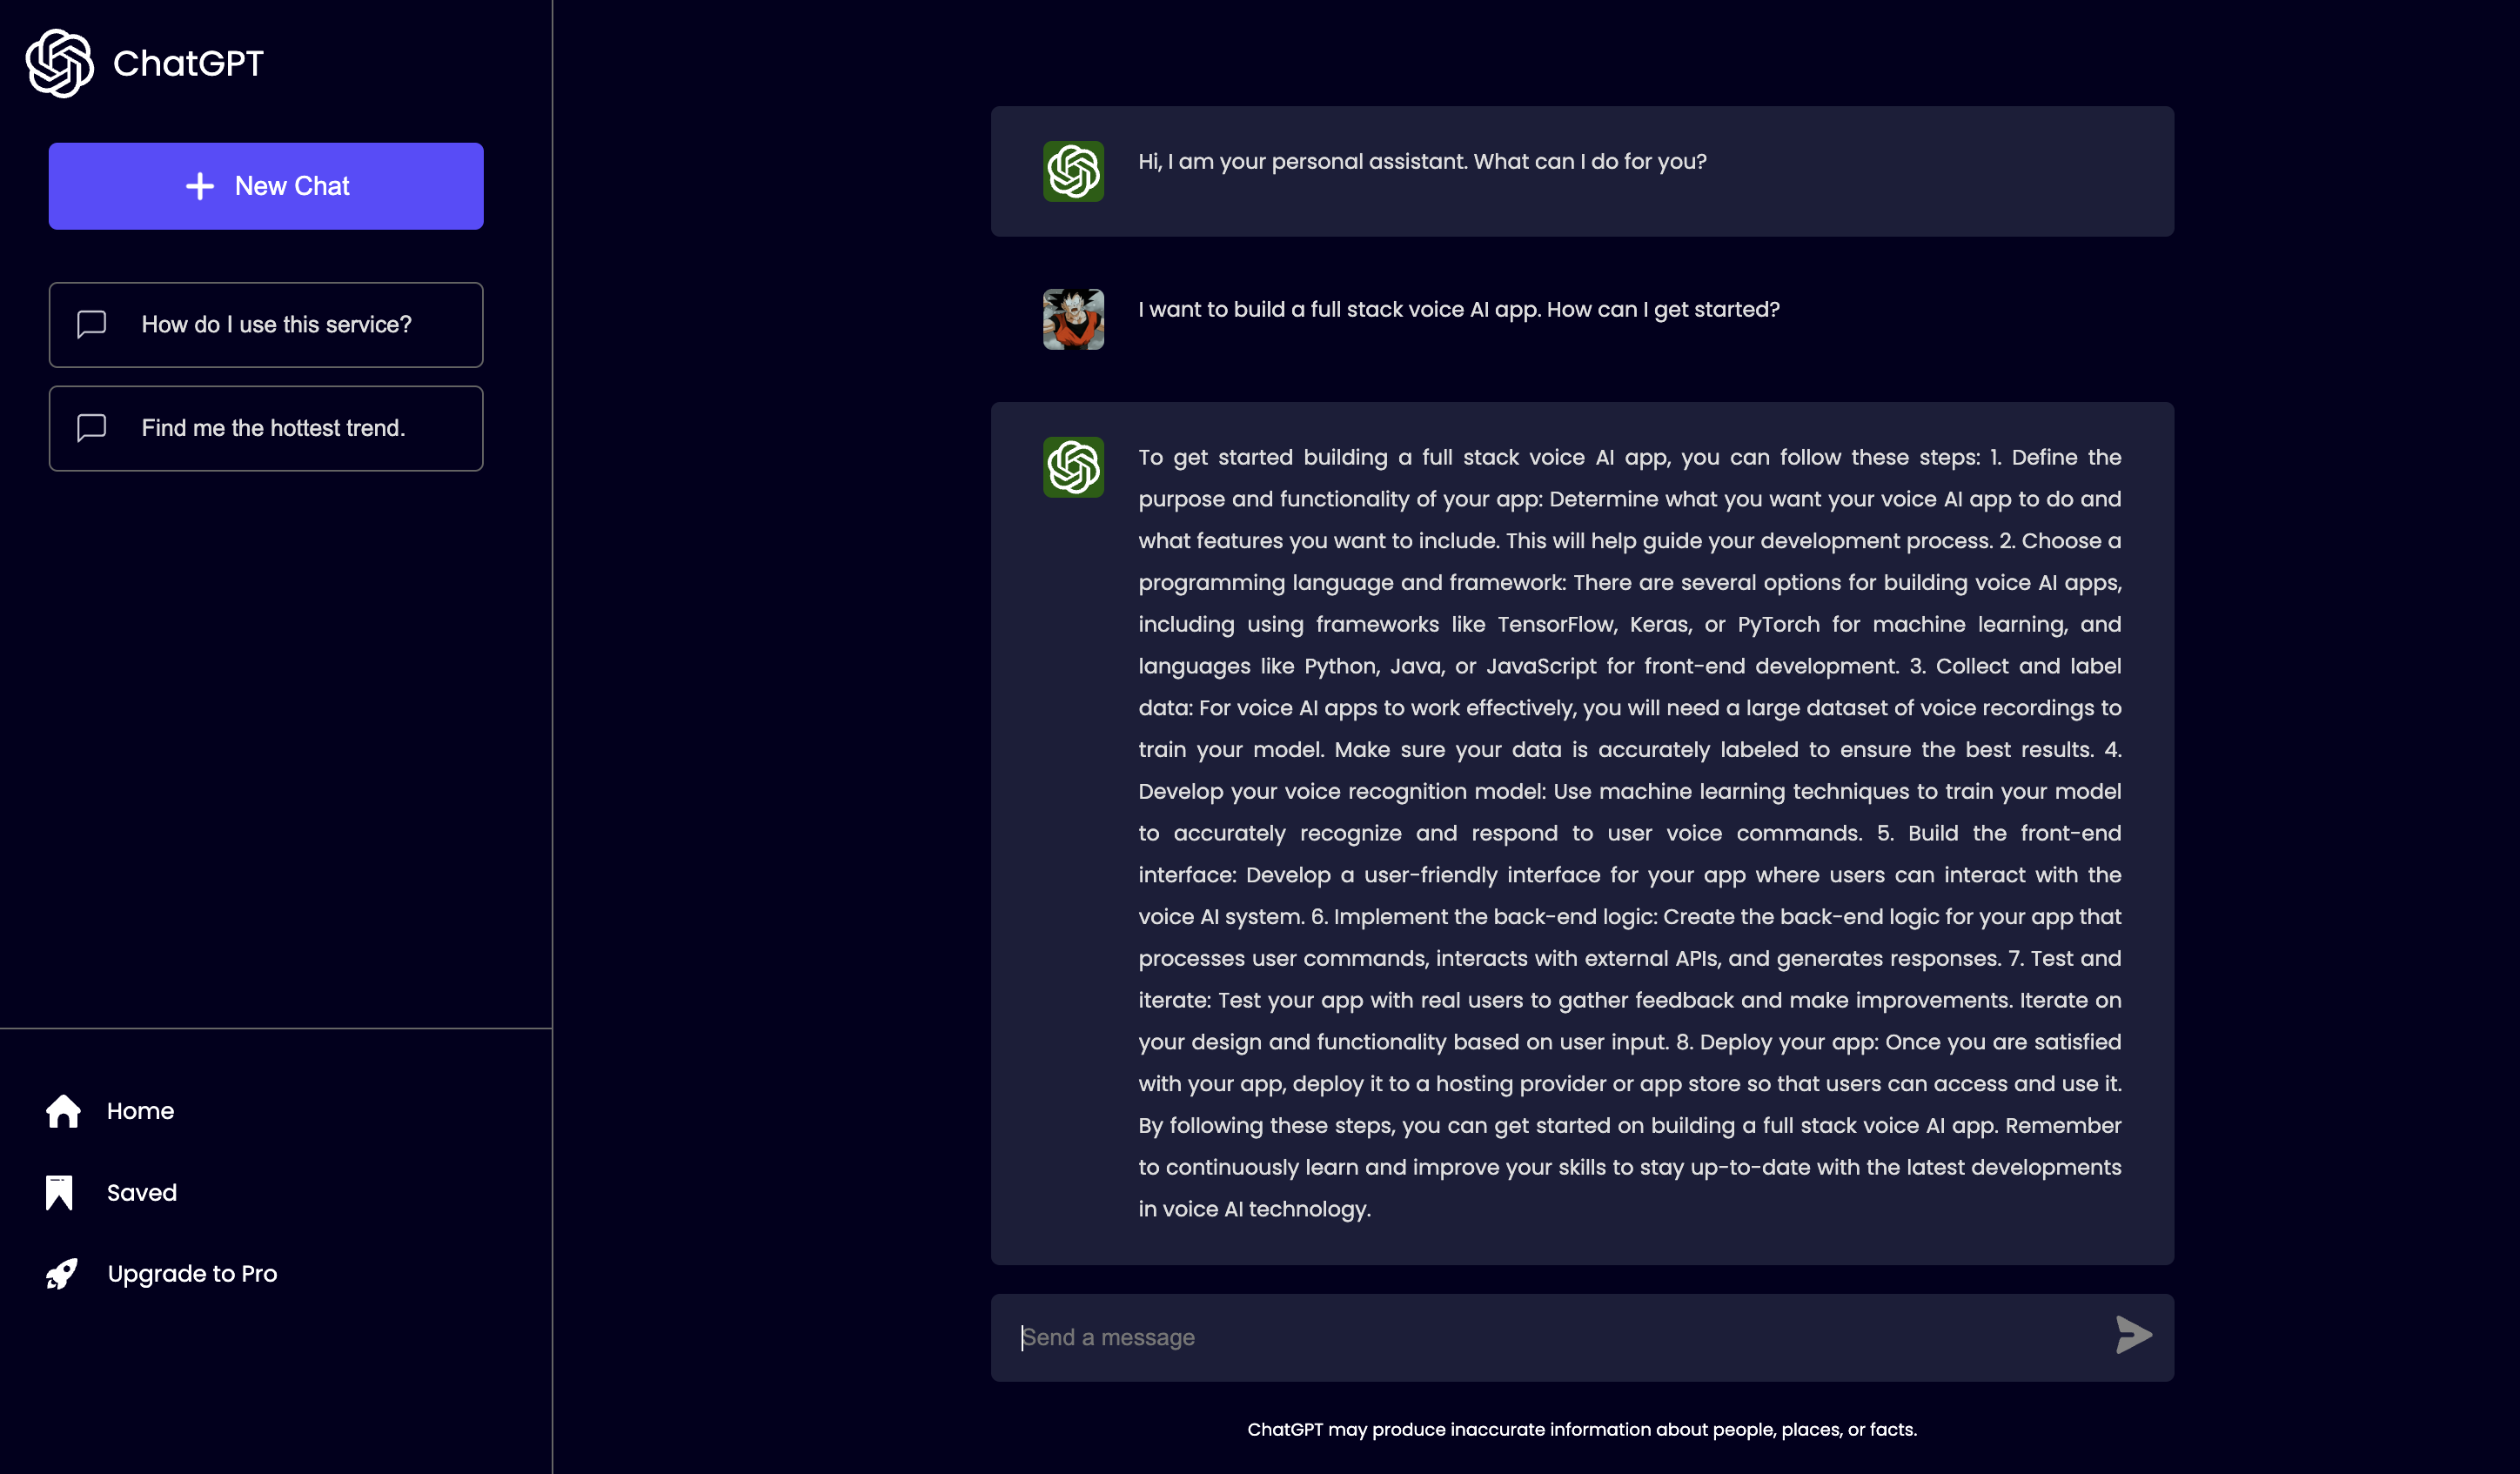 ChatGPT
New Chat
How do I use this service?
Find me the hottest trend.
Home
Saved
Upgrade to Pro
Hi, I am your personal assistant. What can I do for you?
I want to build a full stack voice AI app. How can I get started?
To get started building a full stack voice AI app, you can follow these steps: 1. Define the
purpose and functionality of your app: Determine what you want your voice AI app to do and
what features you want to include. This will help guide your development process. 2. Choose a
programming language and framework: There are several options for building voice AI apps,
including using frameworks like TensorFlow, Keras, or PyTorch for machine learning, and
languages like Python, Java, or JavaScript for front-end development. 3. Collect and label
data: For voice AI apps to work effectively, you will need a large dataset of voice recordings to
train your model. Make sure your data is accurately labeled to ensure the best results. 4.
Develop your voice recognition model: Use machine learning techniques to train your model
to accurately recognize and respond to user voice commands. 5. Build the front-end
interface: Develop a user-friendly interface for your app where users can interact with the
voice AI system. 6. Implement the back-end logic: Create the back-end logic for your app that
processes user commands, interacts with external APIs, and generates responses. 7. Test and
iterate: Test your app with real users to gather feedback and make improvements. Iterate on
your design and functionality based on user input. 8. Deploy your app: Once you are satisfied
with your app, deploy it to a hosting provider or app store so that users can access and use it.
By following these steps, you can get started on building a full stack voice AI app. Remember
to continuously learn and improve your skills to stay up-to-date with the latest developments
in voice AI technology.
Send a message
ChatGPT may produce inaccurate information about people, places, or facts.